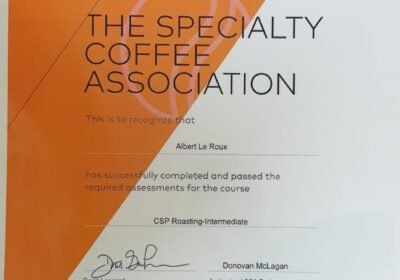 THE SPECIALTY
COFFEE
ASSOCIATION
This is to recognize that
Albert Le Roux
has successfully completed and passed the
required assessments for the course
CSP Roasting-Intermediate
Donovan McLagan